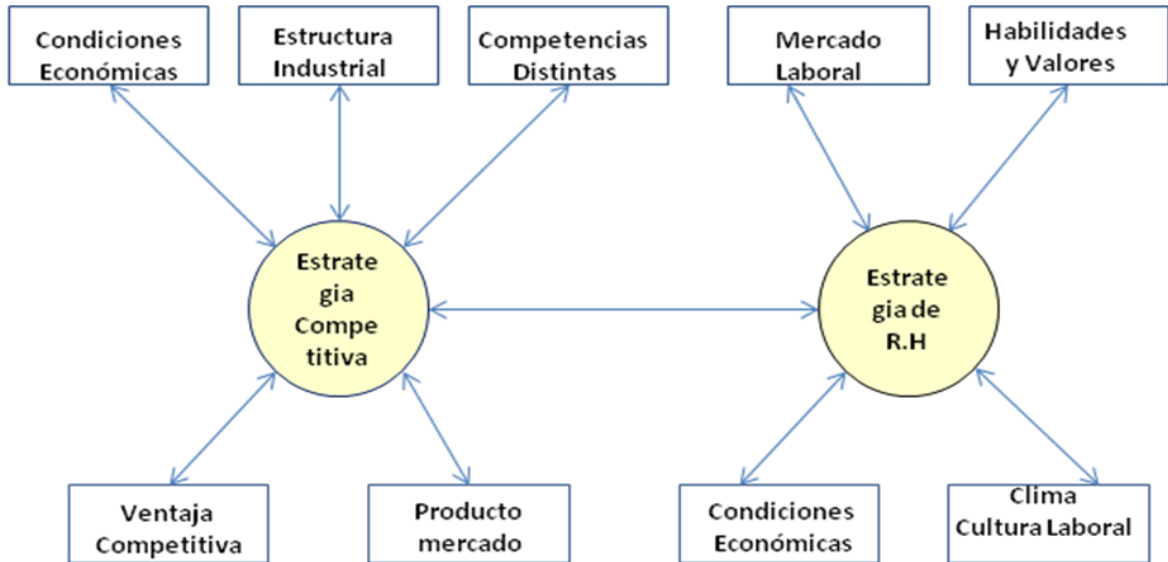 Condiciones
Económicas
Estructura
Industrial
Competencias
Distintas
Mercado
Laboral
Habilidades
y Valores
Estrate
gia
Compe
titiva
Estrate
gia de
R.H
Ventaja
Competitiva
Producto
mercado
Condiciones
Económicas
Clima
Cultura Laboral